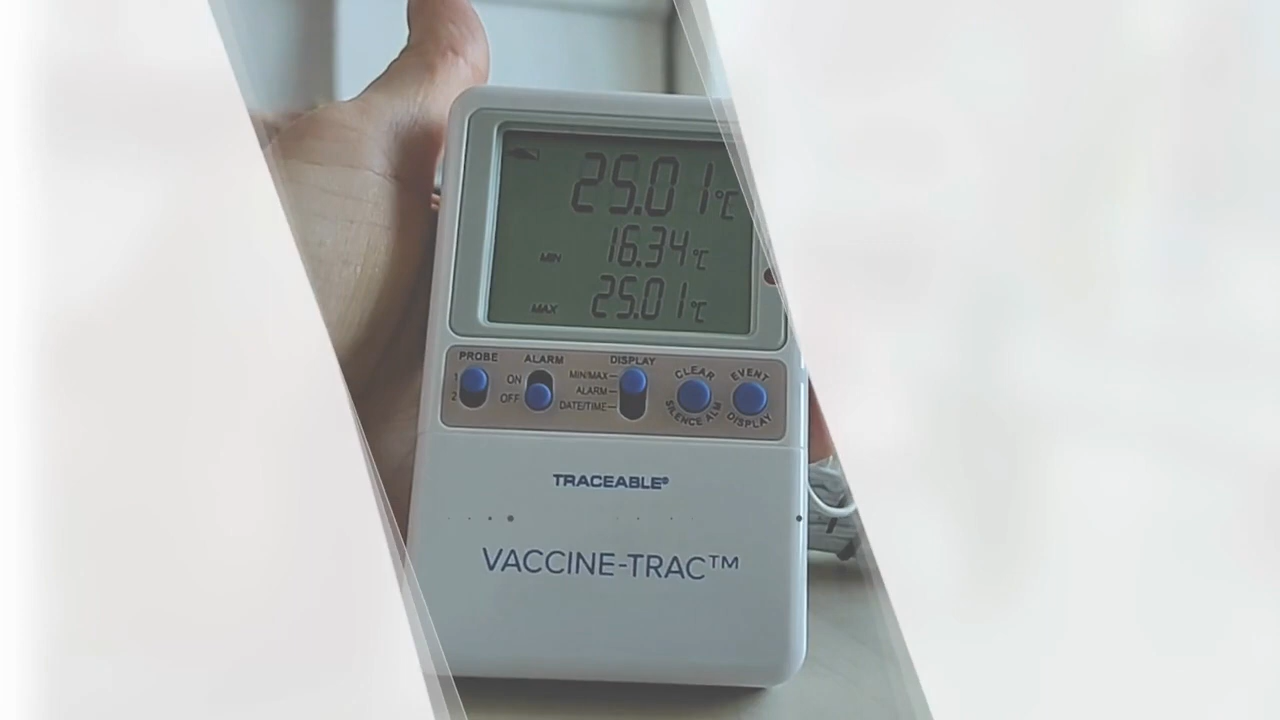 25.01°C
MIN 16.34°C
MAX 25.01°C
PROBE ALARM DISPLAY
1 ON MIN/MAX CLEAR EVENT
2 OFF ALARM SILENCE ALM DISPLAY
DATE/TIME
TRACEABLE®
VACCINE-TRAC™